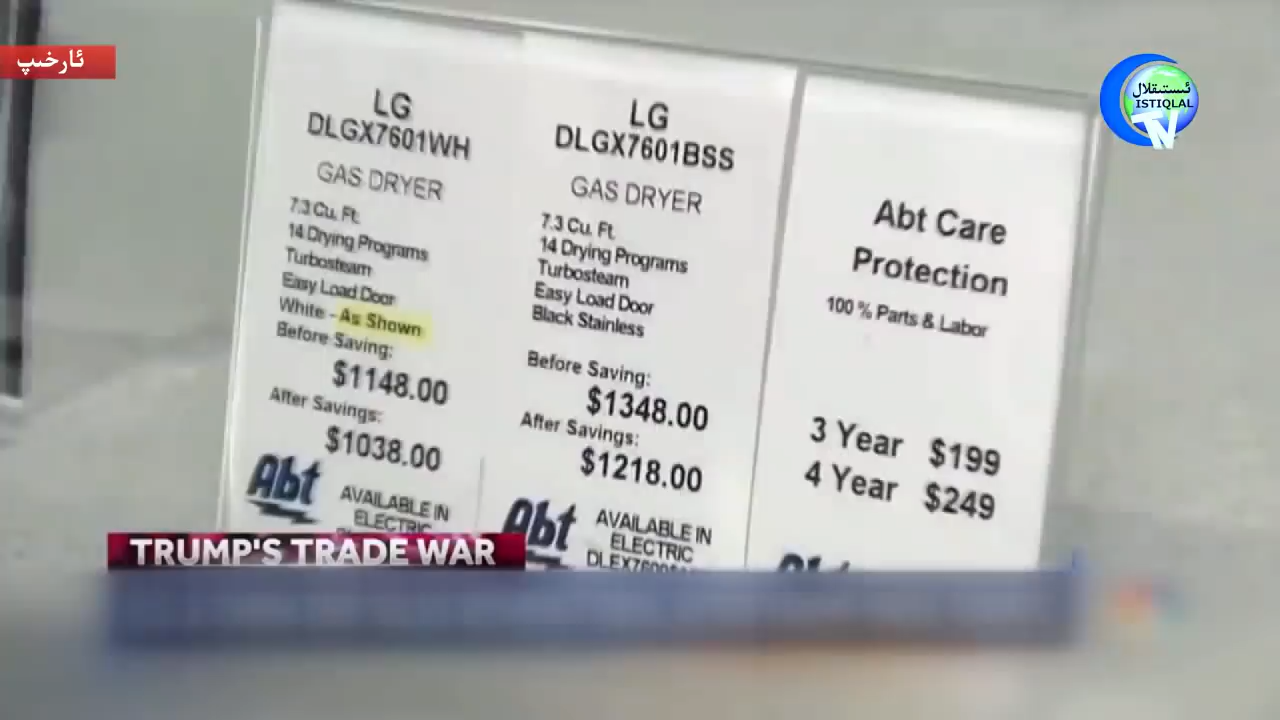 ئارخىپ
ئىستىقلال
ISTIQLAL
TV
LG
DLGX7601WH
GAS DRYER
7.3 Cu. Ft.
14 Drying Programs
Turbosteam
Easy Load Door
White - As Shown
Before Saving:
$1148.00
After Savings:
$1038.00
Abt
AVAILABLE IN
ELECTRIC
LG
DLGX7601BSS
GAS DRYER
7.3 Cu. Ft.
14 Drying Programs
Turbosteam
Easy Load Door
Black Stainless
Before Saving:
$1348.00
After Savings:
$1218.00
Abt
AVAILABLE IN
ELECTRIC
Abt Care
Protection
100 % Parts & Labor
3 Year $199
4 Year $249
Abt
TRUMP'S TRADE WAR